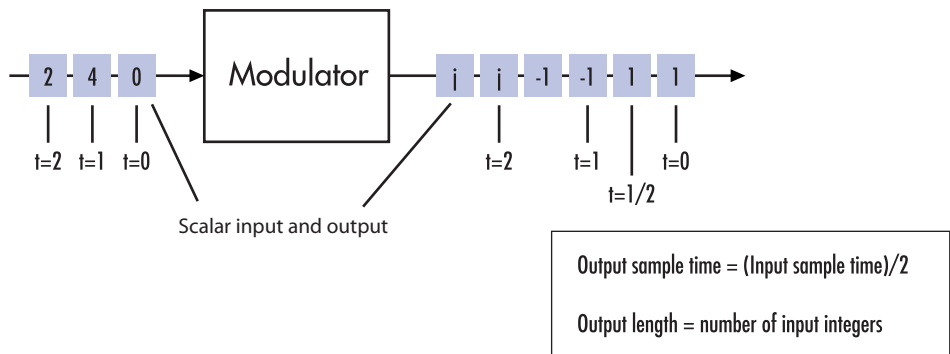 2 4 0 Modulator j j -1 -1 1 1
t=2 t=1 t=0 t=2 t=1 t=0
t=1/2
Scalar input and output
Output sample time = (Input sample time)/2
Output length = number of input integers